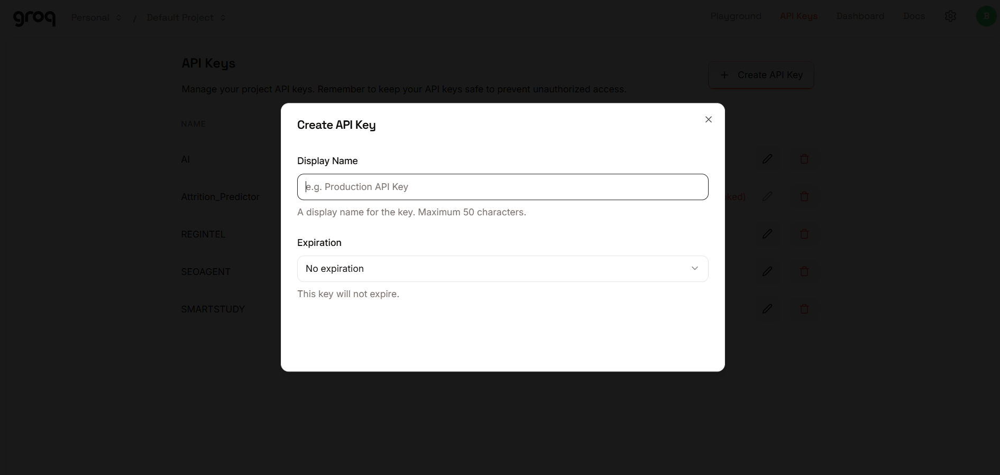 groq Personal / Default Project Playground API Keys Dashboard Docs B
API Keys
Create API Key
Manage your project API keys. Remember to keep your API keys safe to prevent unauthorized access.
NAME
AI
Attrition_Predictor
REGINTEL
SEOAGENT
SMARTSTUDY
Create API Key
Display Name
e.g. Production API Key
A display name for the key. Maximum 50 characters.
Expiration
No expiration
This key will not expire.